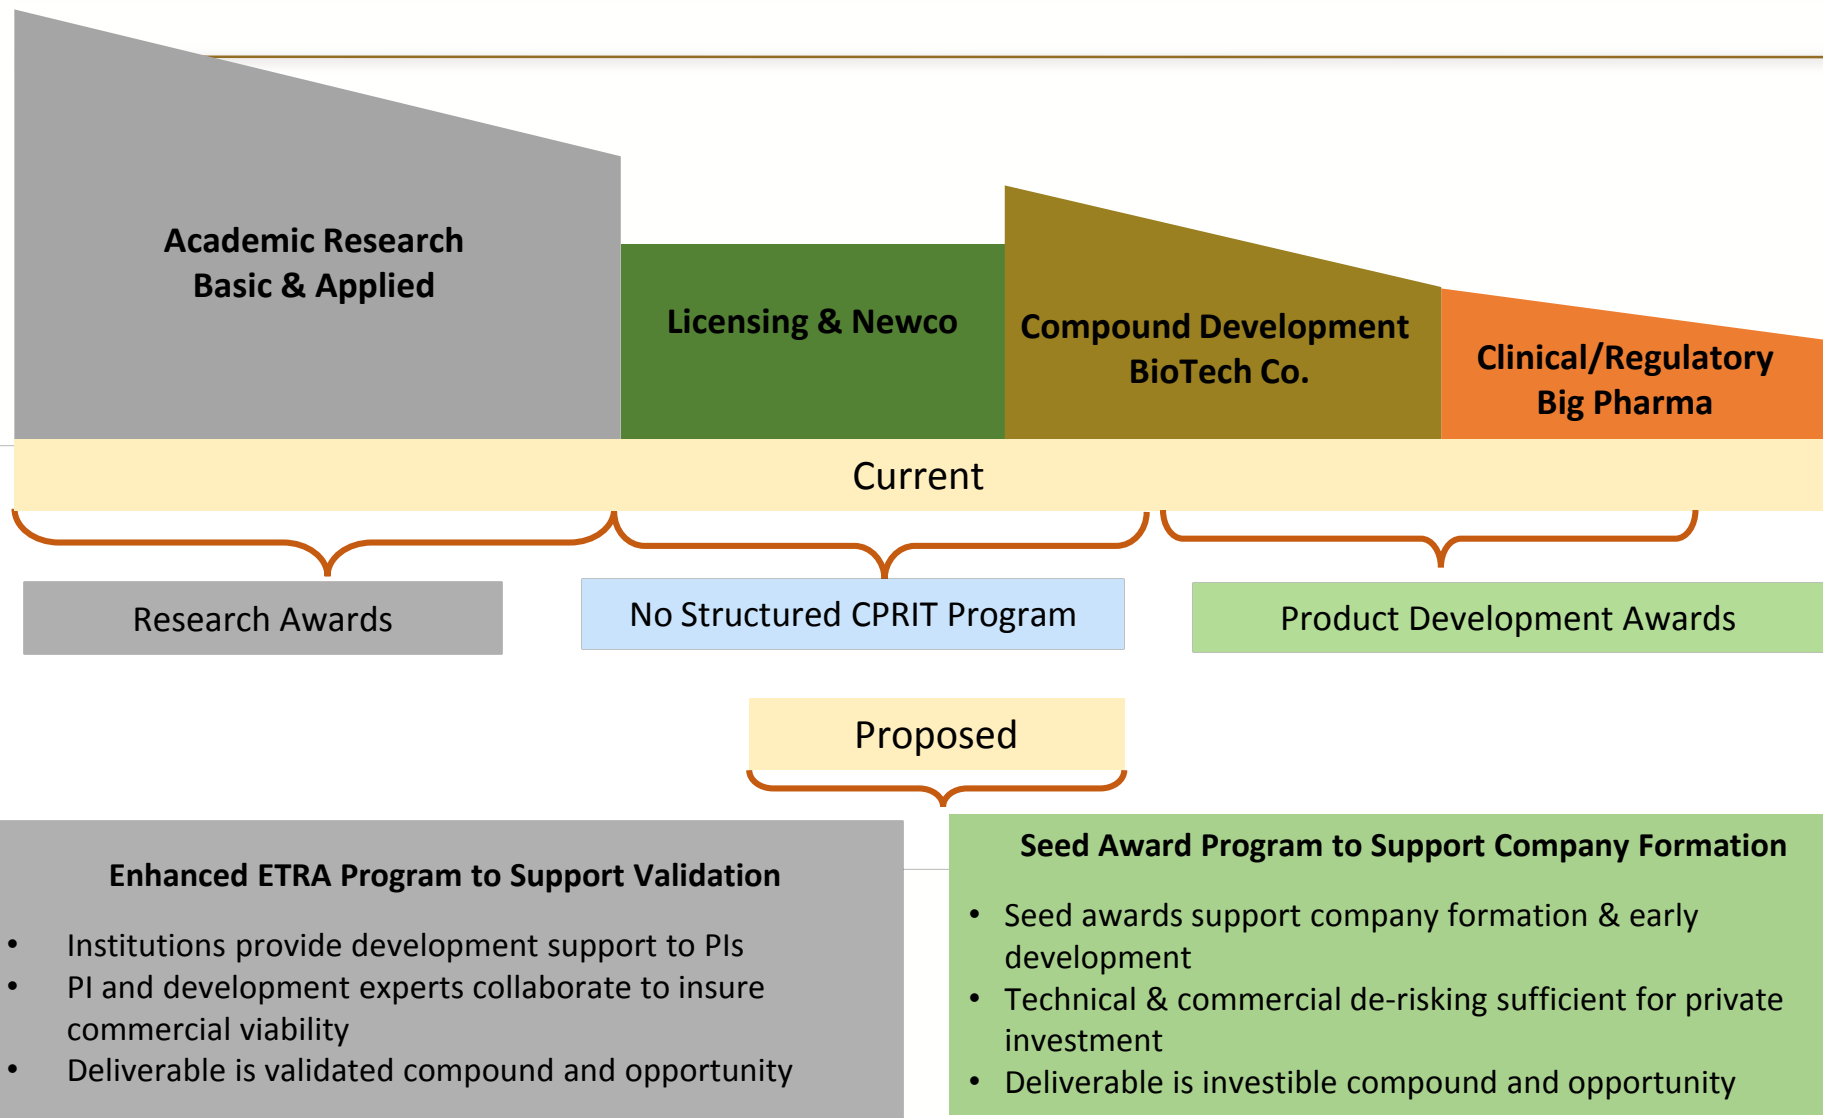 Academic Research
Basic & Applied
Licensing & Newco
Compound Development
BioTech Co.
Clinical/Regulatory
Big Pharma
Current
Research Awards
No Structured CPRIT Program
Product Development Awards
Proposed
Enhanced ETRA Program to Support Validation
• Institutions provide development support to PIs
• PI and development experts collaborate to insure
commercial viability
• Deliverable is validated compound and opportunity
Seed Award Program to Support Company Formation
• Seed awards support company formation & early
development
• Technical & commercial de-risking sufficient for private
investment
• Deliverable is investible compound and opportunity